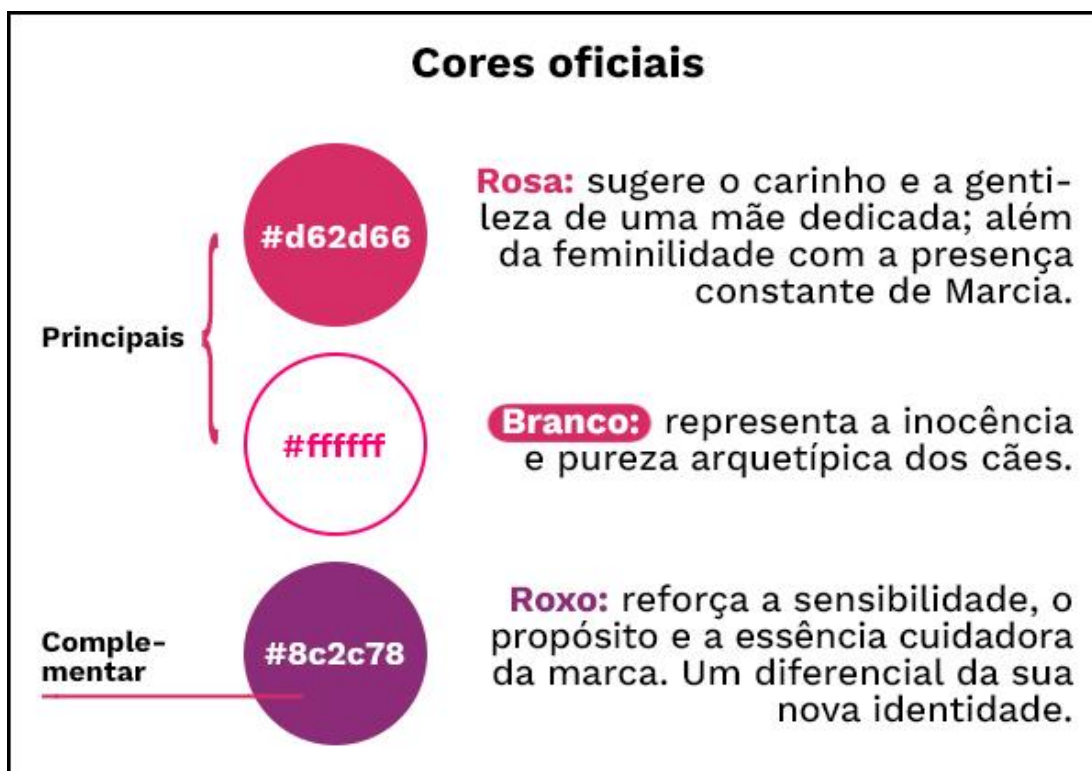 Cores oficiais
Principais
#d62d66
Rosa: sugere o carinho e a genti-
leza de uma mãe dedicada; além
da feminilidade com a presença
constante de Marcia.
#ffffff
Branco: representa a inocência
e pureza arquetípica dos cães.
Comple-
mentar
#8c2c78
Roxo: reforça a sensibilidade, o
propósito e a essência cuidadora
da marca. Um diferencial da sua
nova identidade.